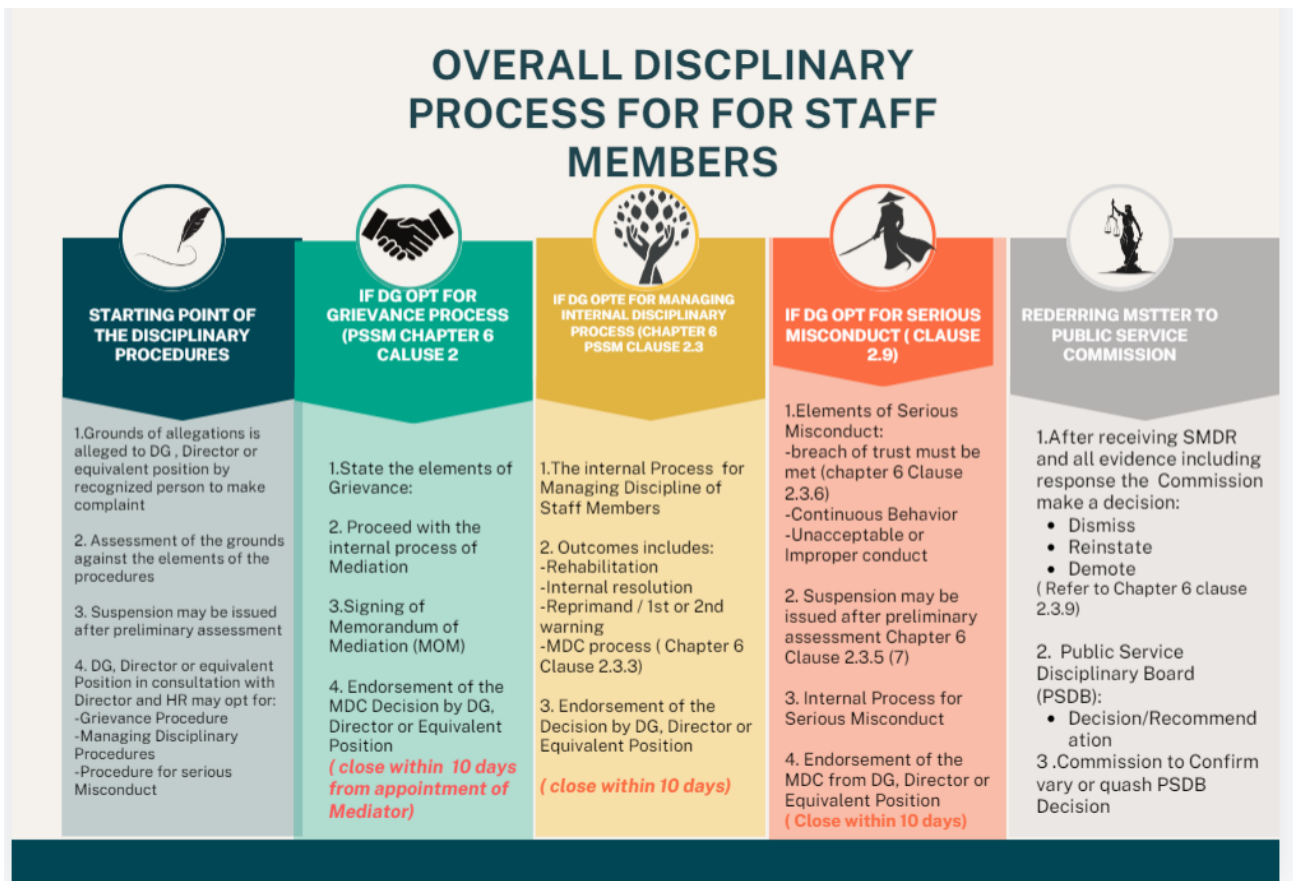 OVERALL DISCPLINARY
PROCESS FOR FOR STAFF
MEMBERS
STARTING POINT OF
THE DISCIPLINARY
PROCEDURES
1.Grounds of allegations is
alleged to DG , Director or
equivalent position by
recognized person to make
complaint
2. Assessment of the grounds
against the elements of the
procedures
3. Suspension may be issued
after preliminary assessment
4. DG, Director or equivalent
Position in consultation with
Director and HR may opt for:
-Grievance Procedure
-Managing Disciplinary
Procedures
-Procedure for serious
Misconduct
IF DG OPT FOR
GRIEVANCE PROCESS
(PSSM CHAPTER 6
CALUSE 2
1.State the elements of
Grievance:
2. Proceed with the
internal process of
Mediation
3.Signing of
Memorandum of
Mediation (MOM)
4. Endorsement of the
MDC Decision by DG,
Director or Equivalent
Position
( close within 10 days
from appointment of
Mediator)
IF DG OPTE FOR MANAGING
INTERNAL DISCIPLINARY
PROCESS (CHAPTER 6
PSSM CLAUSE 2.3
1.The internal Process for
Managing Discipline of
Staff Members
2. Outcomes includes:
-Rehabilitation
-Internal resolution
-Reprimand / 1st or 2nd
warning
-MDC process ( Chapter 6
Clause 2.3.3)
3. Endorsement of the
Decision by DG, Director or
Equivalent Position
( close within 10 days)
IF DG OPT FOR SERIOUS
MISCONDUCT ( CLAUSE
2.9)
1.Elements of Serious
Misconduct:
-breach of trust must be
met (chapter 6 Clause
2.3.6)
-Continuous Behavior
-Unacceptable or
Improper conduct
2. Suspension may be
issued after preliminary
assessment Chapter 6
Clause 2.3.5 (7)
3. Internal Process for
Serious Misconduct
4. Endorsement of the
MDC from DG, Director or
Equivalent Position
( Close within 10 days)
REDERRING MSTTER TO
PUBLIC SERVICE
COMMISSION
1.After receiving SMDR
and all evidence including
response the Commission
make a decision:
• Dismiss
• Reinstate
• Demote
( Refer to Chapter 6 clause
2.3.9)
2. Public Service
Disciplinary Board
(PSDB):
• Decision/Recommend
ation
3 .Commission to Confirm
vary or quash PSDB
Decision